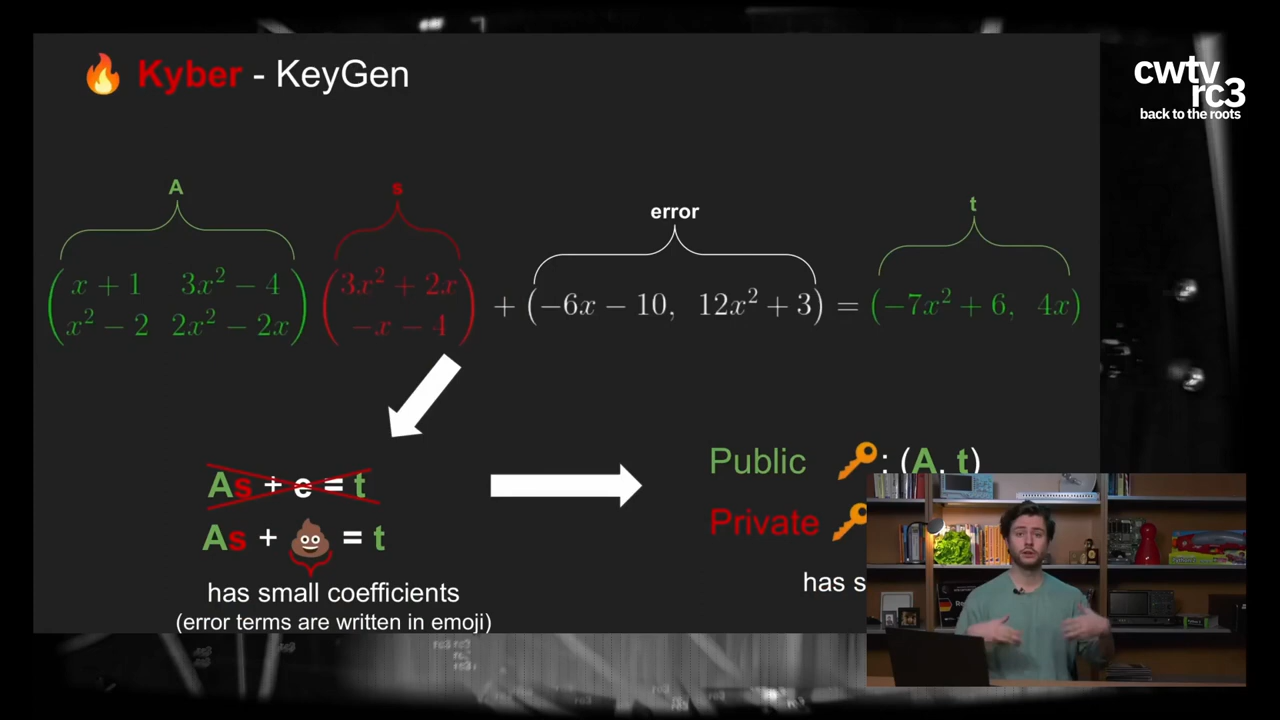 🔥 Kyber - KeyGen
cwtv
rc3
back to the roots
A
s
error
t
x + 1   3x² − 4
x² − 2   2x² − 2x
3x² + 2x
−x − 4
+ (−6x − 10,   12x² + 3) = (−7x² + 6,   4x)
As + e = t
As + 💩 = t
has small coefficients
(error terms are written in emoji)
Public 🔑: (A, t)
Private 🔑
has s